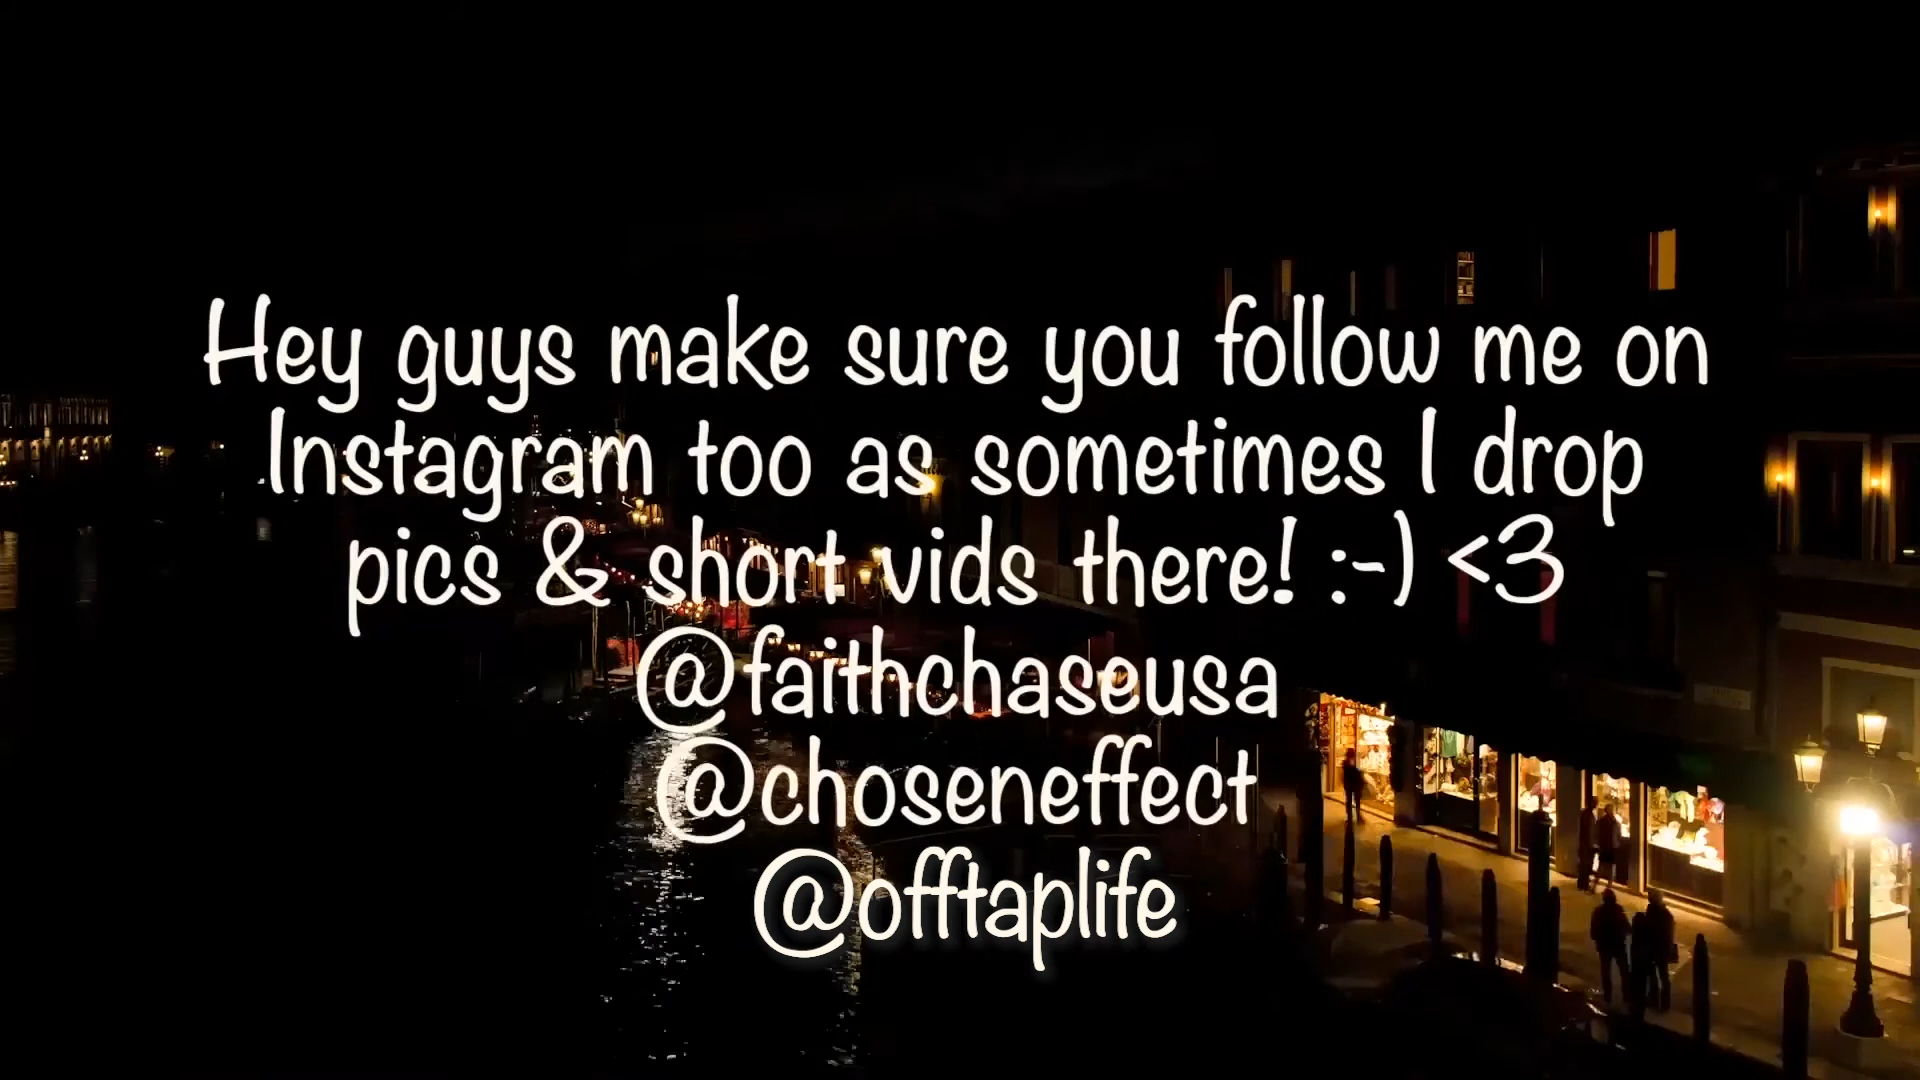 Hey guys make sure you follow me on
Instagram too as sometimes I drop
pics & short vids there! :-) <3
@faithchaseusa
@choseneffect
@offtaplife